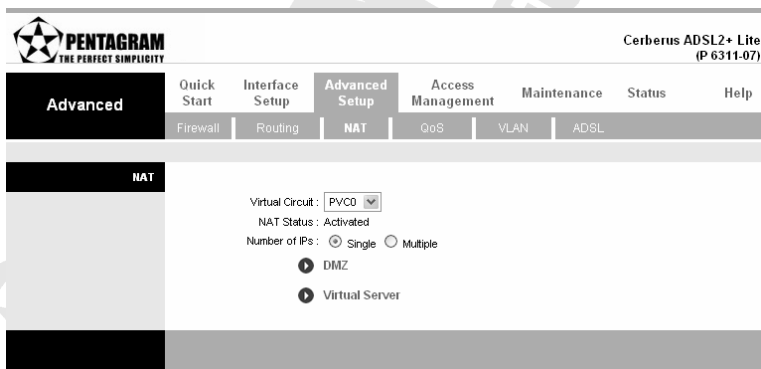 PENTAGRAM
THE PERFECT SIMPLICITY
Cerberus ADSL2+ Lite
(P 6311-07)
Advanced
Quick Start
Interface Setup
Advanced Setup
Access Management
Maintenance
Status
Help
Firewall
Routing
NAT
QoS
VLAN
ADSL
NAT
Virtual Circuit : PVC0
NAT Status : Activated
Number of IPs : Single Multiple
DMZ
Virtual Server